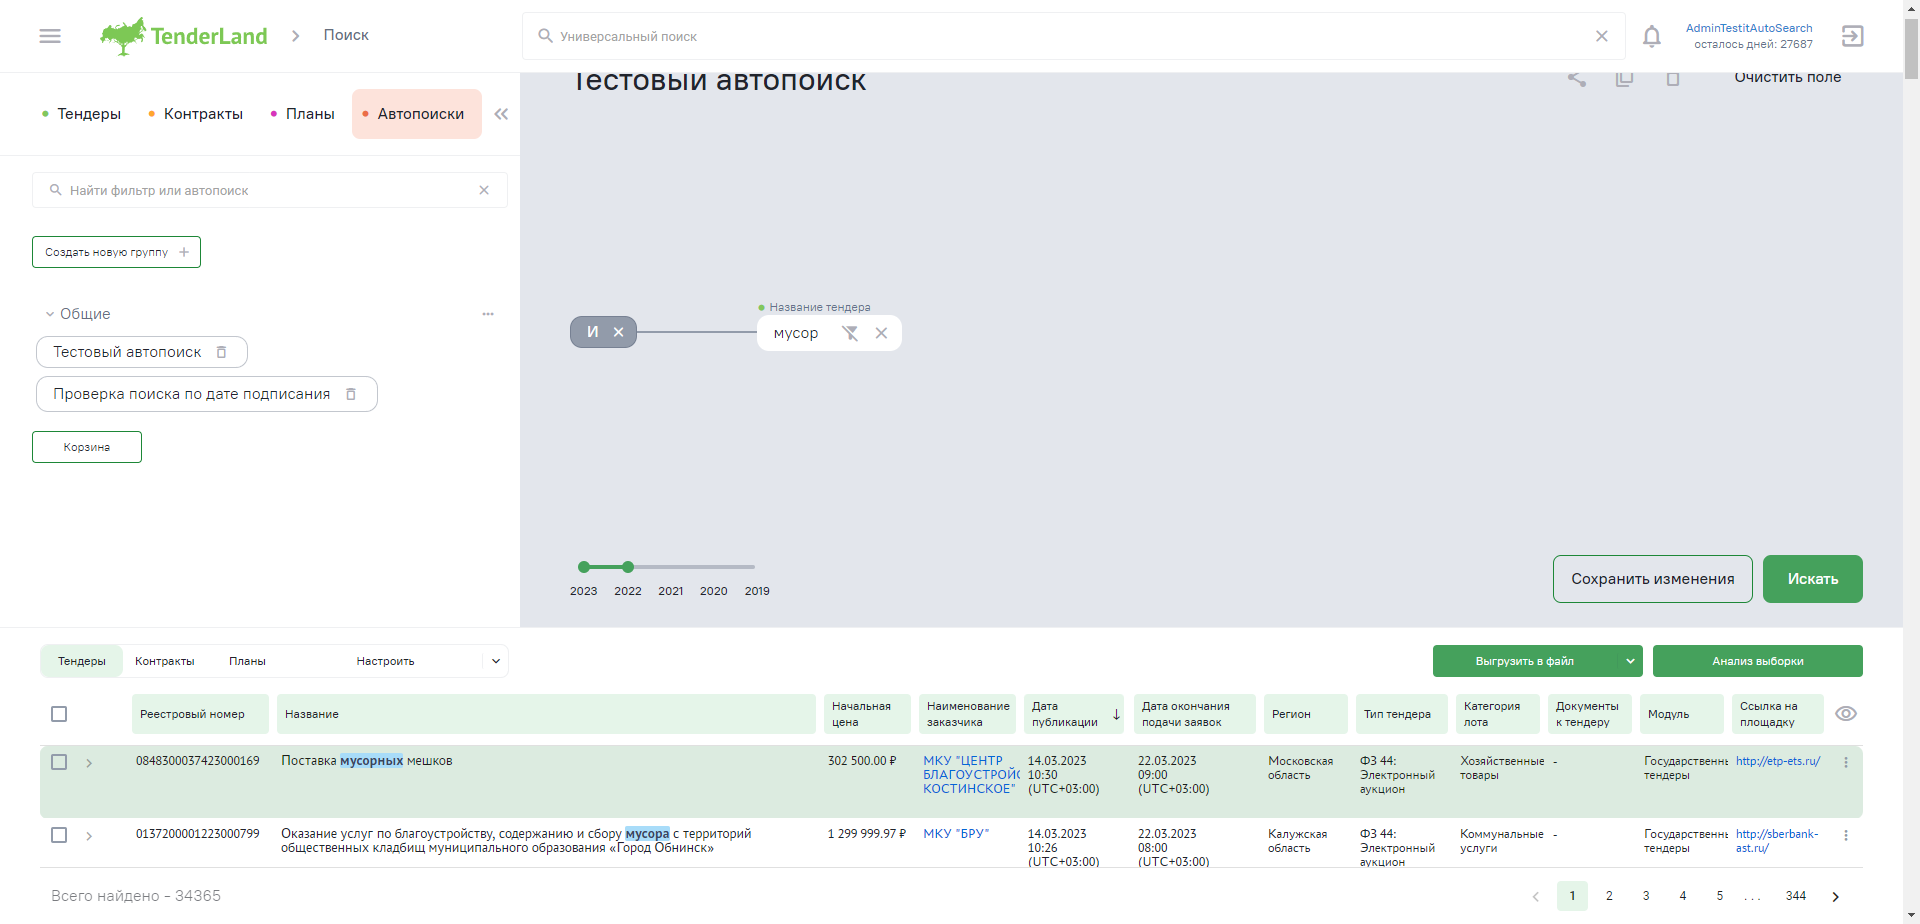 TenderLand
Поиск
Универсальный поиск
AdminTestitAutoSearch
осталось дней: 27687
Тендеры
Контракты
Планы
Автопоиски
Тестовый автопоиск
Очистить поле
Найти фильтр или автопоиск
Создать новую группу
Общие
Тестовый автопоиск
Проверка поиска по дате подписания
Корзина
Название тендера
И
мусор
2023 2022 2021 2020 2019
Сохранить изменения
Искать
Тендеры
Контракты
Планы
Настроить
Выгрузить в файл
Анализ выборки
Реестровый номер
Название
Начальная
цена
Наименование
заказчика
Дата
публикации
Дата окончания
подачи заявок
Регион
Тип тендера
Категория
лота
Документы
к тендеру
Модуль
Ссылка на
площадку
0848300037423000169
Поставка мусорных мешков
302 500.00 ₽
МКУ "ЦЕНТР
БЛАГОУСТРОЙС
КОСТИНСКОЕ"
14.03.2023
10:30
(UTC+03:00)
22.03.2023
09:00
(UTC+03:00)
Московская
область
ФЗ 44:
Электронный
аукцион
Хозяйственные
товары
-
Государственн
тендеры
http://etp-ets.ru/
0137200001223000799
Оказание услуг по благоустройству, содержанию и сбору мусора с территорий
общественных кладбищ муниципального образования «Город Обнинск»
1 299 999.97 ₽
МКУ "БРУ"
14.03.2023
10:26
(UTC+03:00)
22.03.2023
08:00
(UTC+03:00)
Калужская
область
ФЗ 44:
Электронный
аукцион
Коммунальные
услуги
-
Государственн
тендеры
http://sberbank-
ast.ru/
Всего найдено - 34365
1 2 3 4 5 ... 344